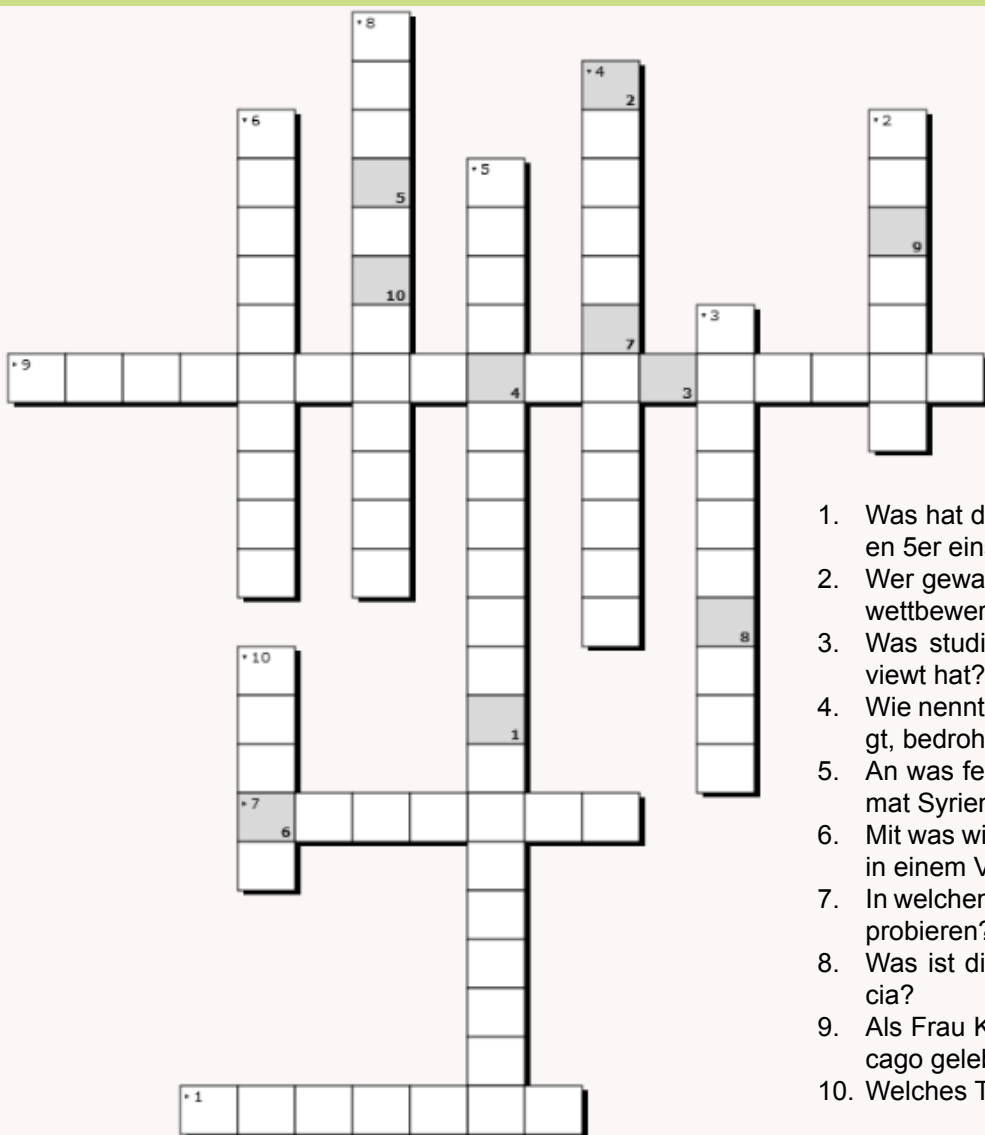 8
4
2
6 2
5
5
9
10
3
7
9
4 3
8
10
1
7
6
1
1. Was hat d
en 5er ein
2. Wer gewa
wettbewer
3. Was studi
viewt hat?
4. Wie nennt
gt, bedroh
5. An was fe
mat Syrier
6. Mit was wi
in einem V
7. In welcher
probieren?
8. Was ist di
cia?
9. Als Frau K
cago gelel
10. Welches T